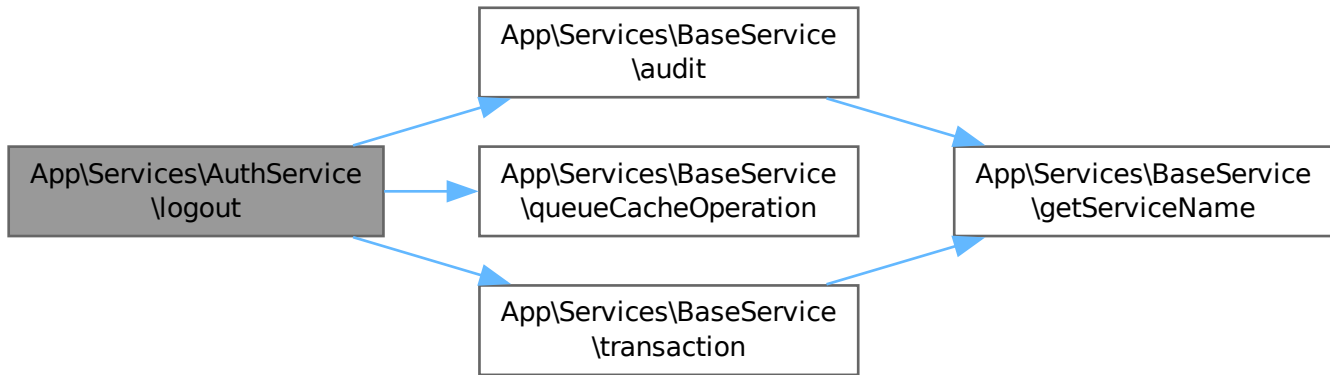 App\Services\AuthService
\logout
App\Services\BaseService
\audit
App\Services\BaseService
\queueCacheOperation
App\Services\BaseService
\transaction
App\Services\BaseService
\getServiceName